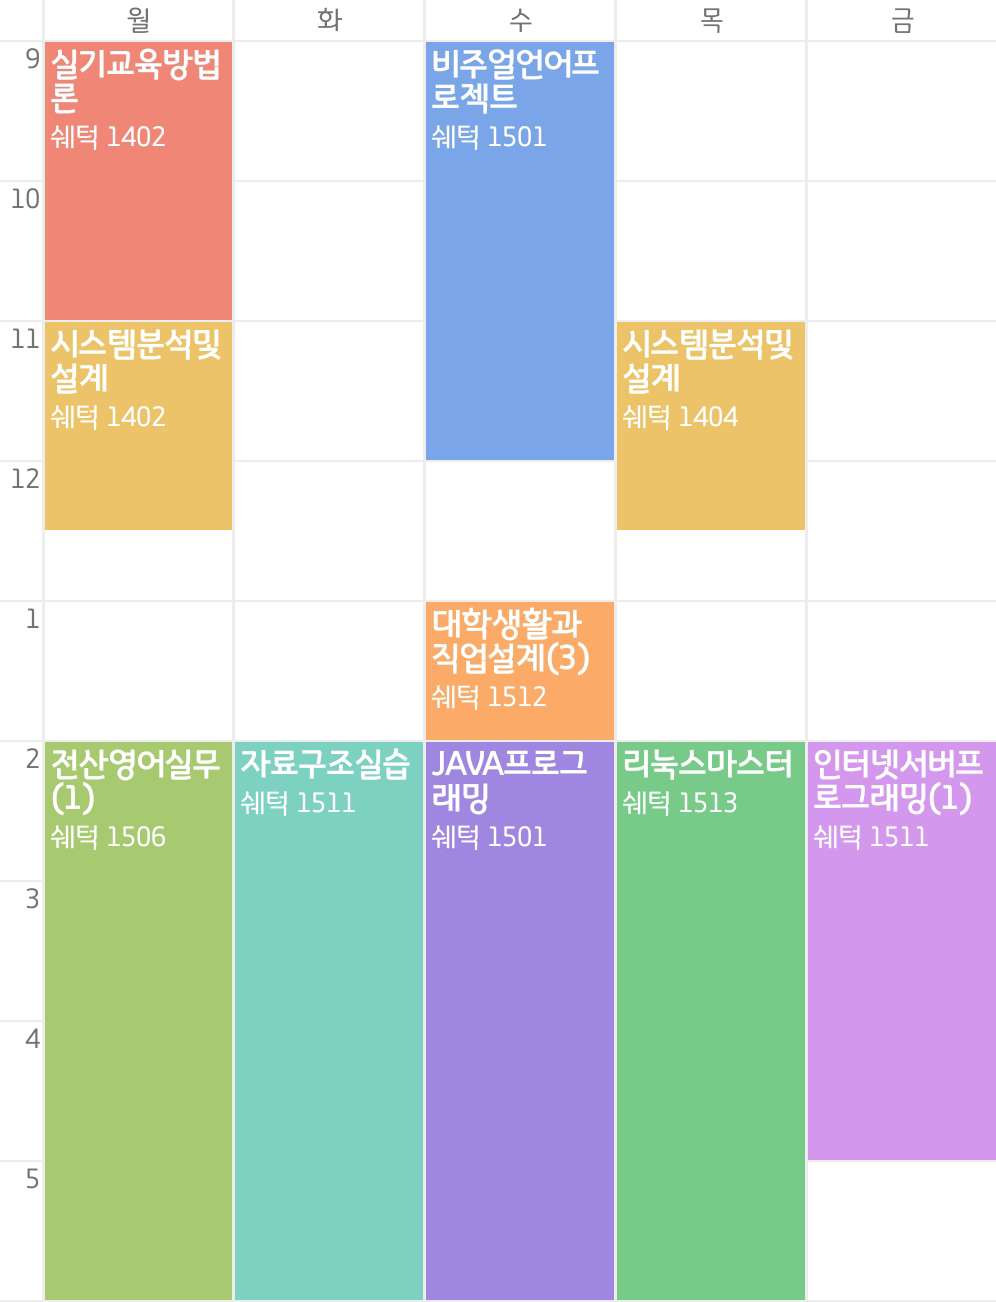 월 화 수 목 금
9
실기교육방법
론
쉐턱 1402
비주얼언어프
로젝트
쉐턱 1501
10
11
시스템분석및
설계
쉐턱 1402
시스템분석및
설계
쉐턱 1404
12
1
대학생활과
직업설계(3)
쉐턱 1512
2
전산영어실무
(1)
쉐턱 1506
자료구조실습
쉐턱 1511
JAVA프로그
래밍
쉐턱 1501
리눅스마스터
쉐턱 1513
인터넷서버프
로그래밍(1)
쉐턱 1511
3
4
5